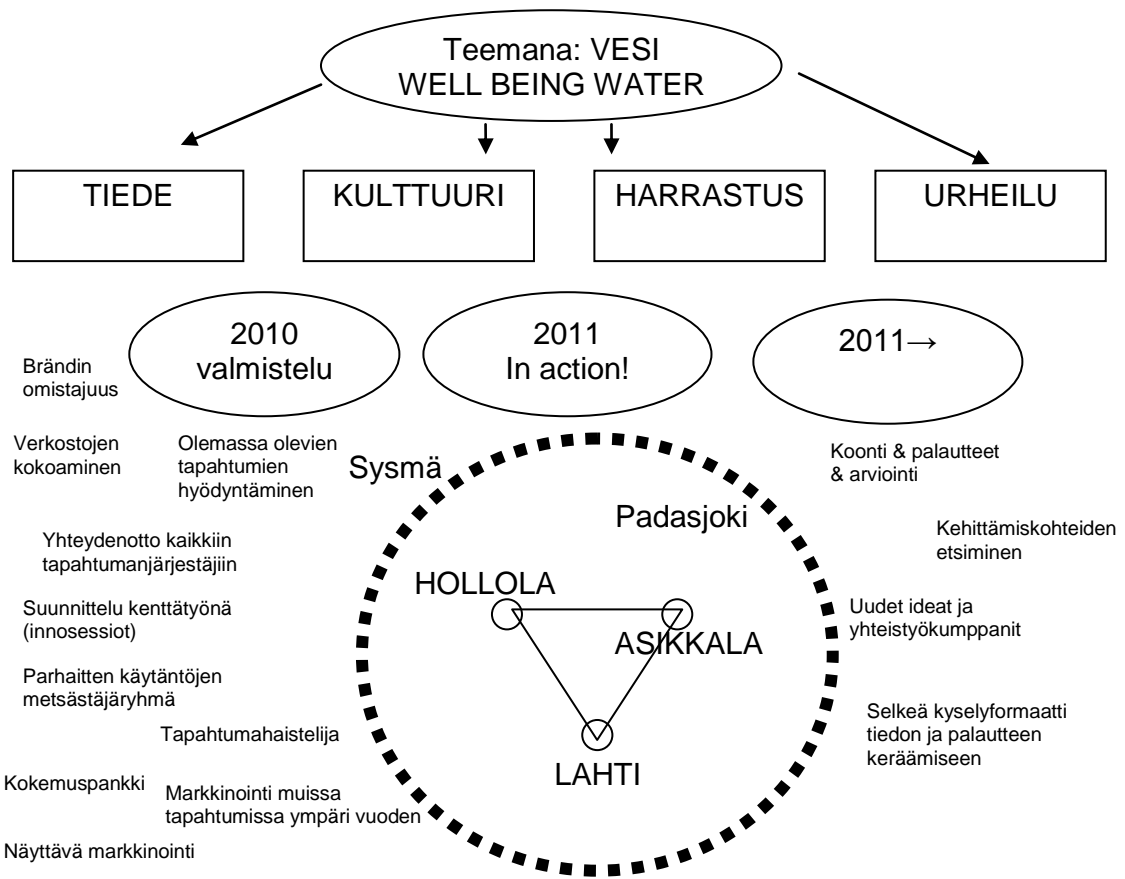 Teemana: VESI
WELL BEING WATER
TIEDE
KULTTUURI
HARRASTUS
URHEILU
2010
valmistelu
2011
In action!
2011→
Brändin
omistajuus
Verkostojen
kokoaminen
Olemassa olevien
tapahtumien
hyödyntäminen
Sysmä
Koonti & palautteet
& arviointi
Padasjoki
Yhteydenotto kaikkiin
tapahtumanjärjestäjiin
Kehittämiskohteiden
etsiminen
HOLLOLA
ASIKKALA
Suunnittelu kenttätyönä
(innosessiot)
Uudet ideat ja
yhteistyökumppanit
Parhaitten käytäntöjen
metsästäjäryhmä
Selkeä kyselyformaatti
tiedon ja palautteen
keräämiseen
Tapahtumahaistelija
LAHTI
Kokemuspankki
Markkinointi muissa
tapahtumissa ympäri vuoden
Näyttävä markkinointi